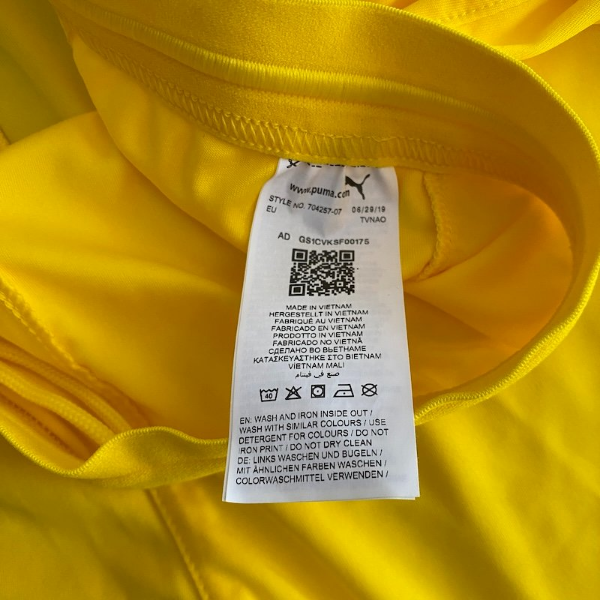 www.puma.com
STYLE NO. 704257-07 06/29/19
EU TVNAO
AD GS1CVKSF00175
MADE IN VIETNAM
HERGESTELLT IN VIETNAM
FABRIQUÉ AU VIETNAM
FABRICADO EN VIETNAM
PRODOTTO IN VIETNAM
FABRICADO NO VIETNÃ
СДЕЛАНО ВО ВЬЕТНАМЕ
ΚΑΤΑΣΚΕΥΑΣΤΗΚΕ ΣΤΟ ΒΙΕΤΝΑΜ
VIETNAM MALI
صنع في فيتنام
40
EN: WASH AND IRON INSIDE OUT /
WASH WITH SIMILAR COLOURS / USE
DETERGENT FOR COLOURS / DO NOT
IRON PRINT / DO NOT DRY CLEAN
DE: LINKS WASCHEN UND BÜGELN /
MIT ÄHNLICHEN FARBEN WASCHEN /
COLORWASCHMITTEL VERWENDEN /